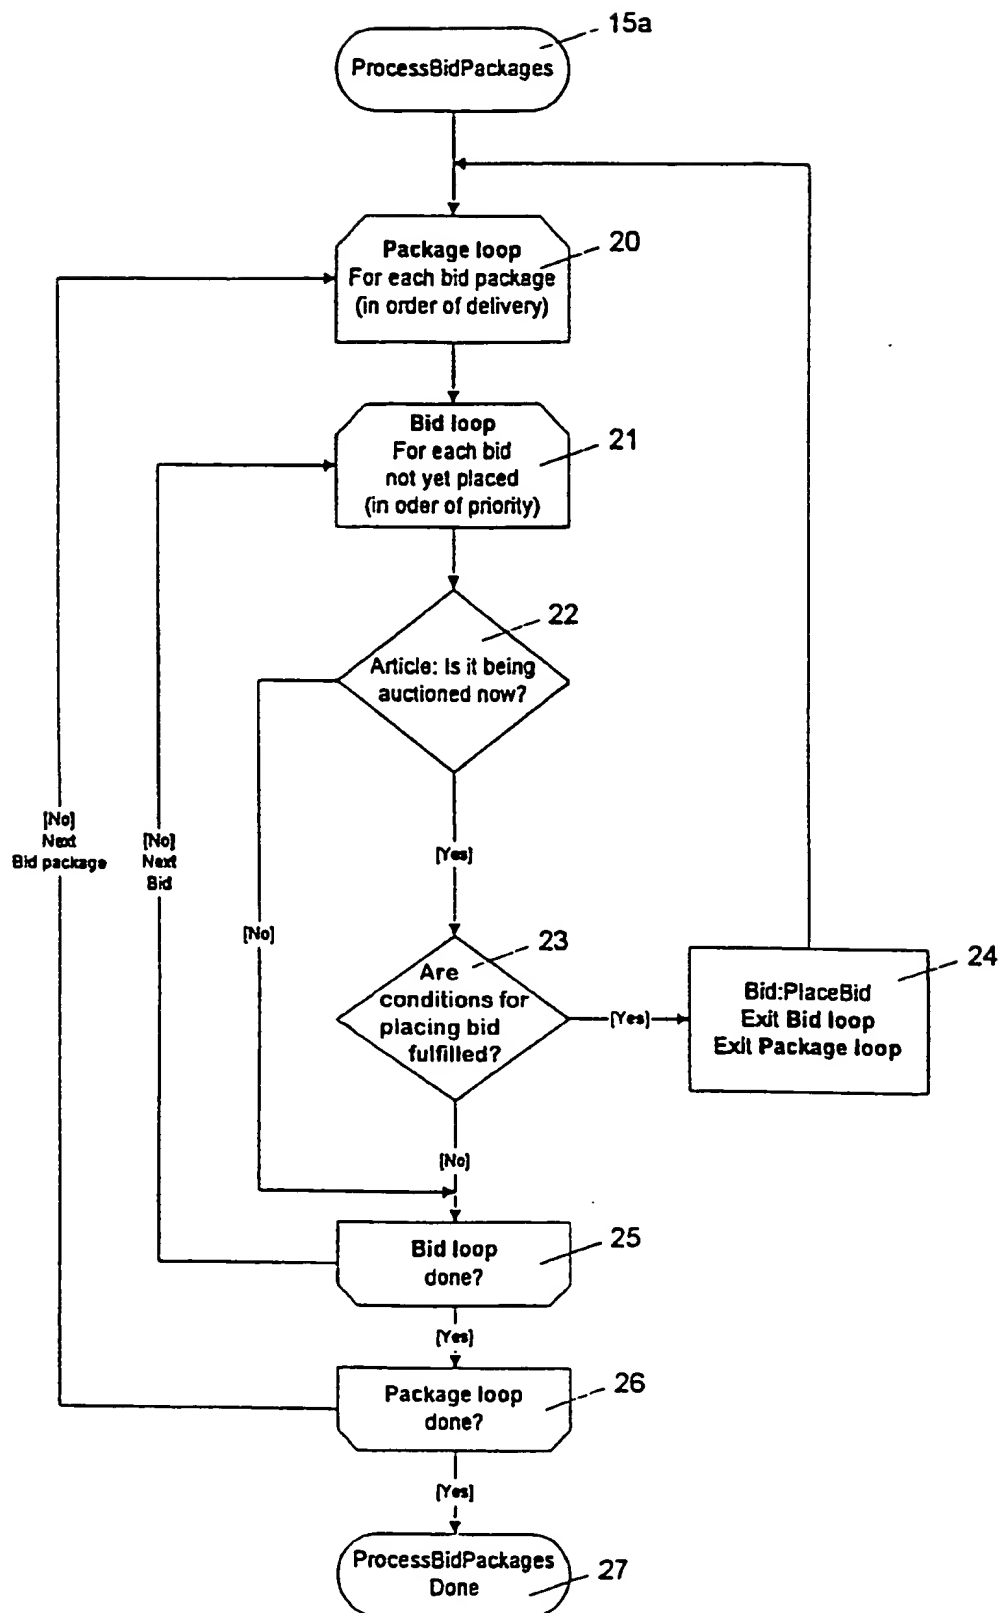 15a
ProcessBidPackages
Package loop
For each bid package
(in order of delivery)
20
Bid loop
For each bid
not yet placed
(in oder of priority)
21
22
Article: Is it being
auctioned now?
[No]
Next
Bid package
[No]
Next
Bid
[Yes]
[No]
23
Are
conditions for
placing bid
fulfilled?
[Yes]
24
Bid:PlaceBid
Exit Bid loop
Exit Package loop
[No]
Bid loop
done?
25
[Yes]
Package loop
done?
26
[Yes]
ProcessBidPackages
Done
27